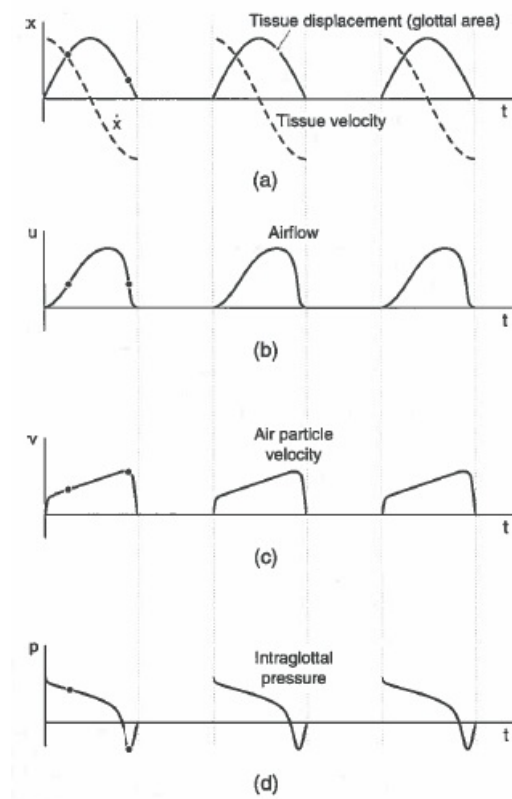 x
Tissue displacement (glottal area)
ẋ
Tissue velocity
t
(a)
u
Airflow
t
(b)
v
Air particle
velocity
t
(c)
p
Intraglottal
pressure
t
(d)